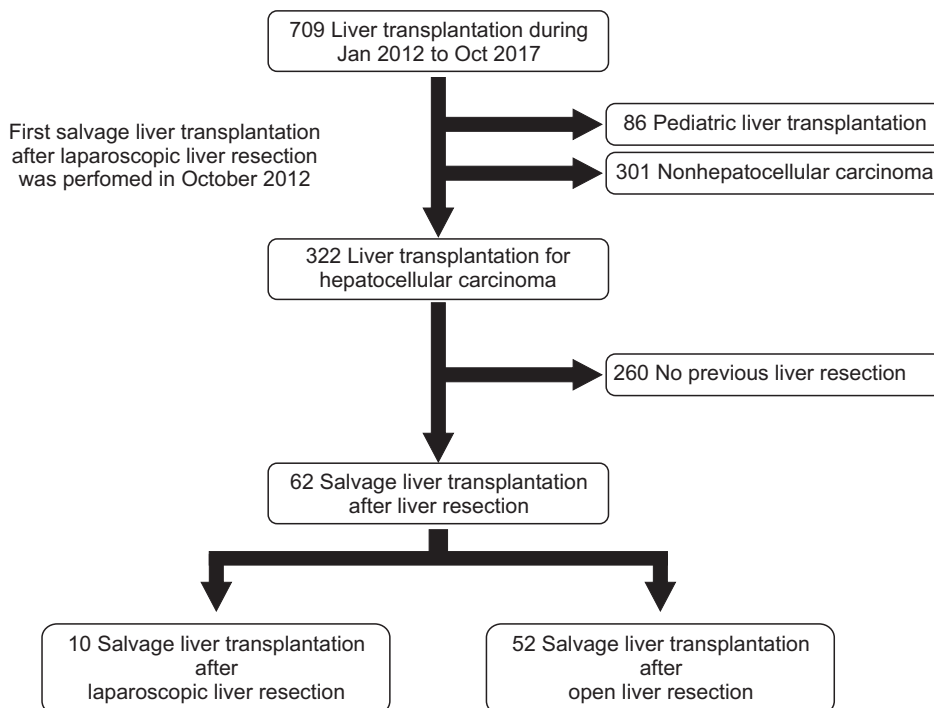 709 Liver transplantation during
Jan 2012 to Oct 2017
First salvage liver transplantation
after laparoscopic liver resection
was perfomed in October 2012
86 Pediatric liver transplantation
301 Nonhepatocellular carcinoma
322 Liver transplantation for
hepatocellular carcinoma
260 No previous liver resection
62 Salvage liver transplantation
after liver resection
10 Salvage liver transplantation
after
laparoscopic liver resection
52 Salvage liver transplantation
after
open liver resection